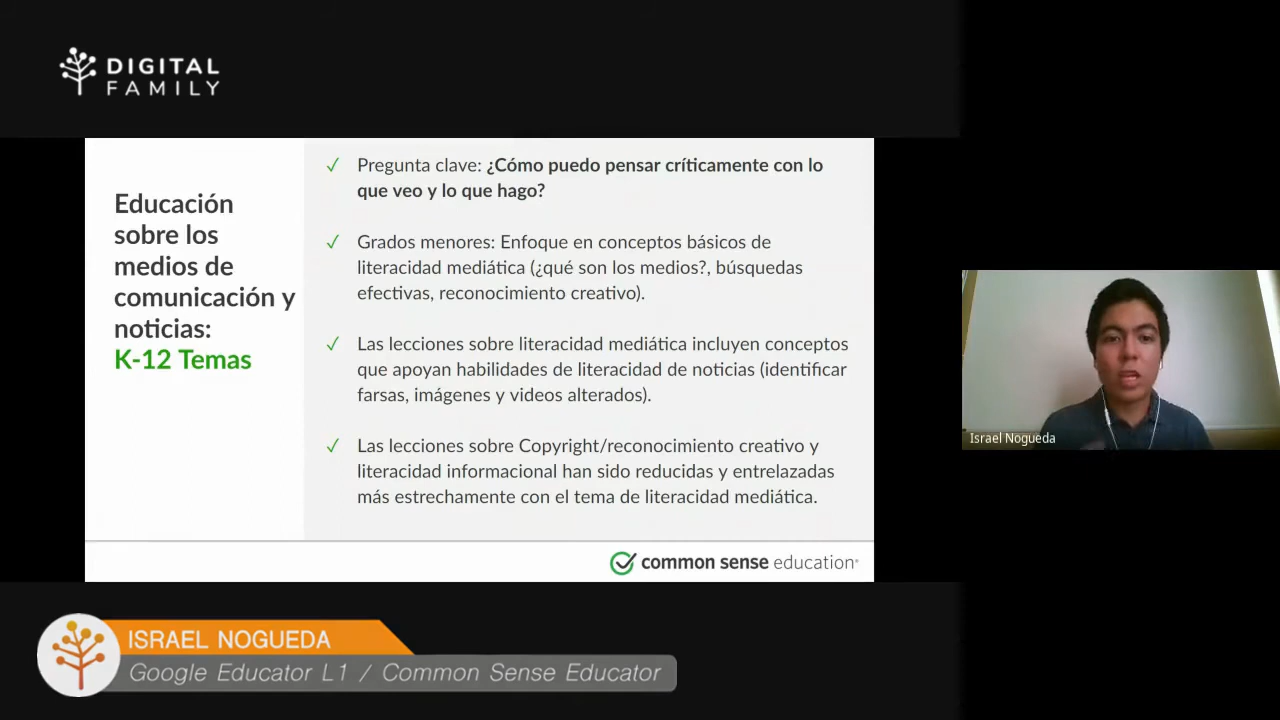 DIGITAL
FAMILY
Educación
sobre los
medios de
comunicación y
noticias:
K-12 Temas
✓ Pregunta clave: ¿Cómo puedo pensar críticamente con lo
que veo y lo que hago?
✓ Grados menores: Enfoque en conceptos básicos de
literacidad mediática (¿qué son los medios?, búsquedas
efectivas, reconocimiento creativo).
✓ Las lecciones sobre literacidad mediática incluyen conceptos
que apoyan habilidades de literacidad de noticias (identificar
farsas, imágenes y videos alterados).
✓ Las lecciones sobre Copyright/reconocimiento creativo y
literacidad informacional han sido reducidas y entrelazadas
más estrechamente con el tema de literacidad mediática.
common sense education®
Israel Nogueda
ISRAEL NOGUEDA
Google Educator L1 / Common Sense Educator